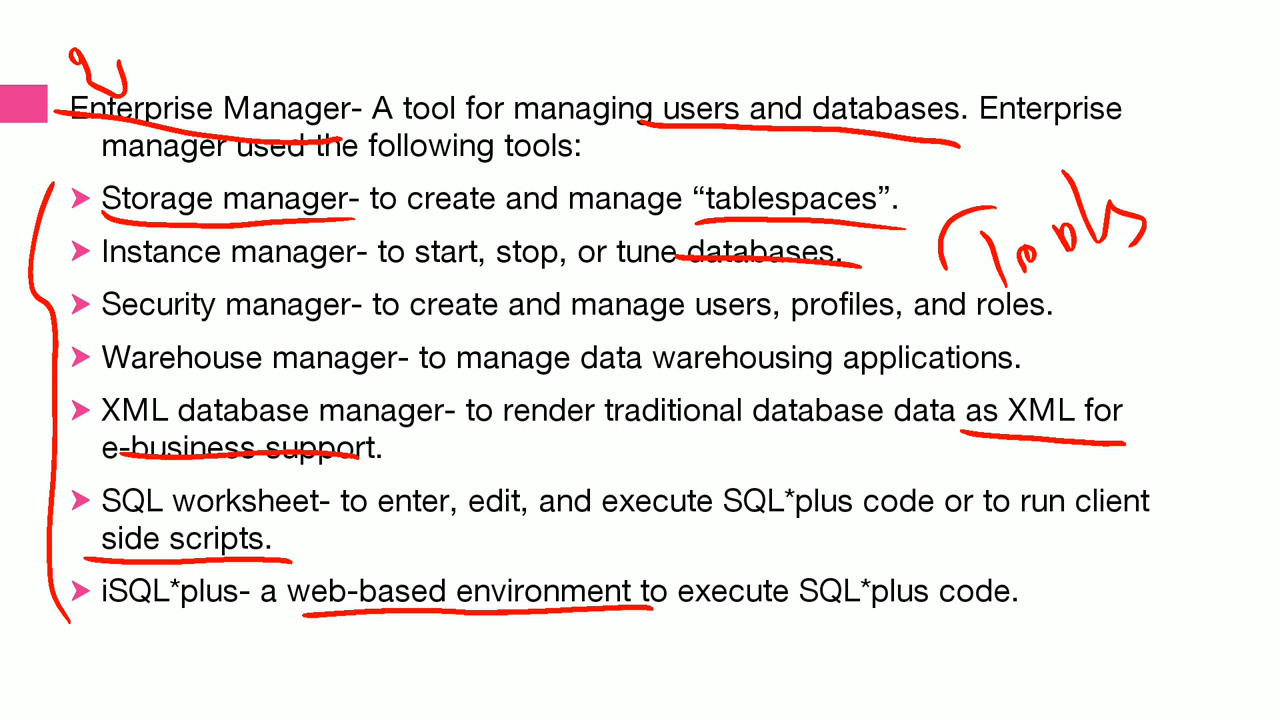 Enterprise Manager- A tool for managing users and databases. Enterprise
manager used the following tools:
➤ Storage manager- to create and manage “tablespaces”.
➤ Instance manager- to start, stop, or tune databases.
Tools
➤ Security manager- to create and manage users, profiles, and roles.
➤ Warehouse manager- to manage data warehousing applications.
➤ XML database manager- to render traditional database data as XML for
e-business support.
➤ SQL worksheet- to enter, edit, and execute SQL*plus code or to run client
side scripts.
➤ iSQL*plus- a web-based environment to execute SQL*plus code.